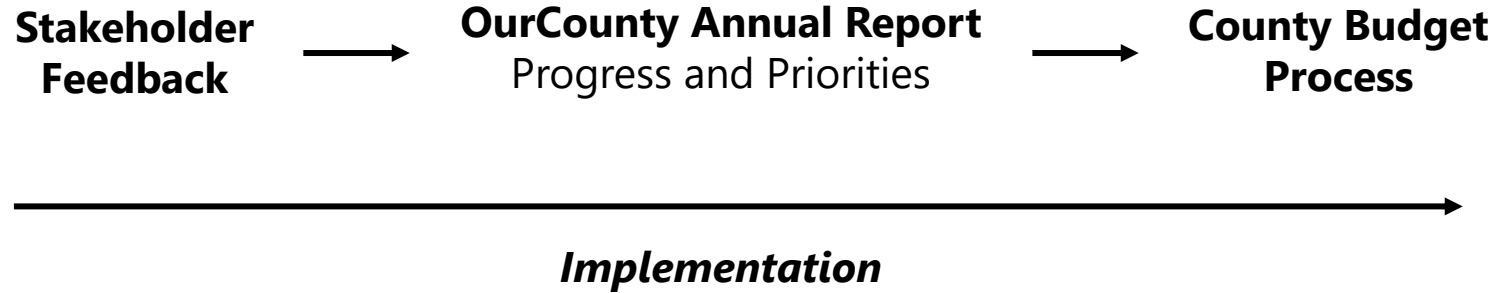 Stakeholder
Feedback
OurCounty Annual Report
Progress and Priorities
County Budget
Process
Implementation